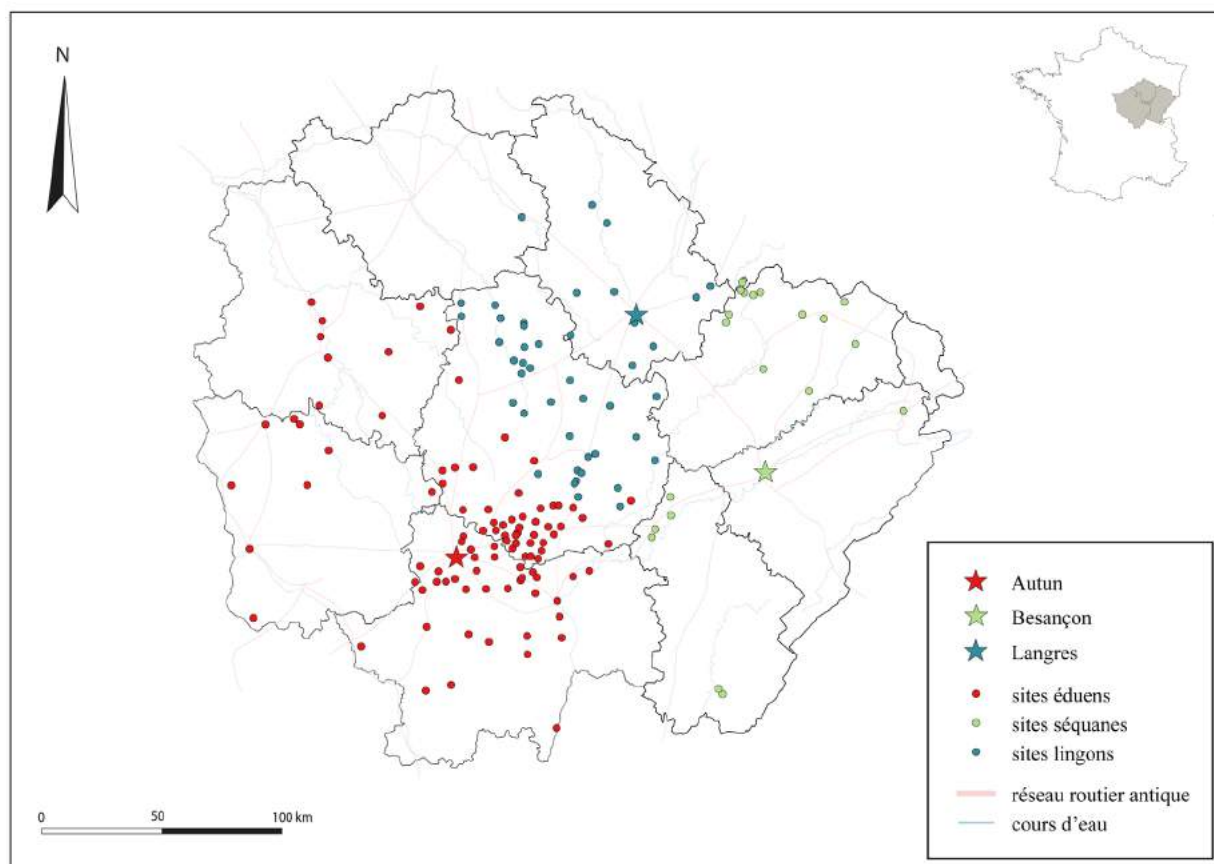 N
Autun
Besançon
Langres
sites éduens
sites séquanes
sites lingons
réseau routier antique
cours d’eau
0 50 100 km